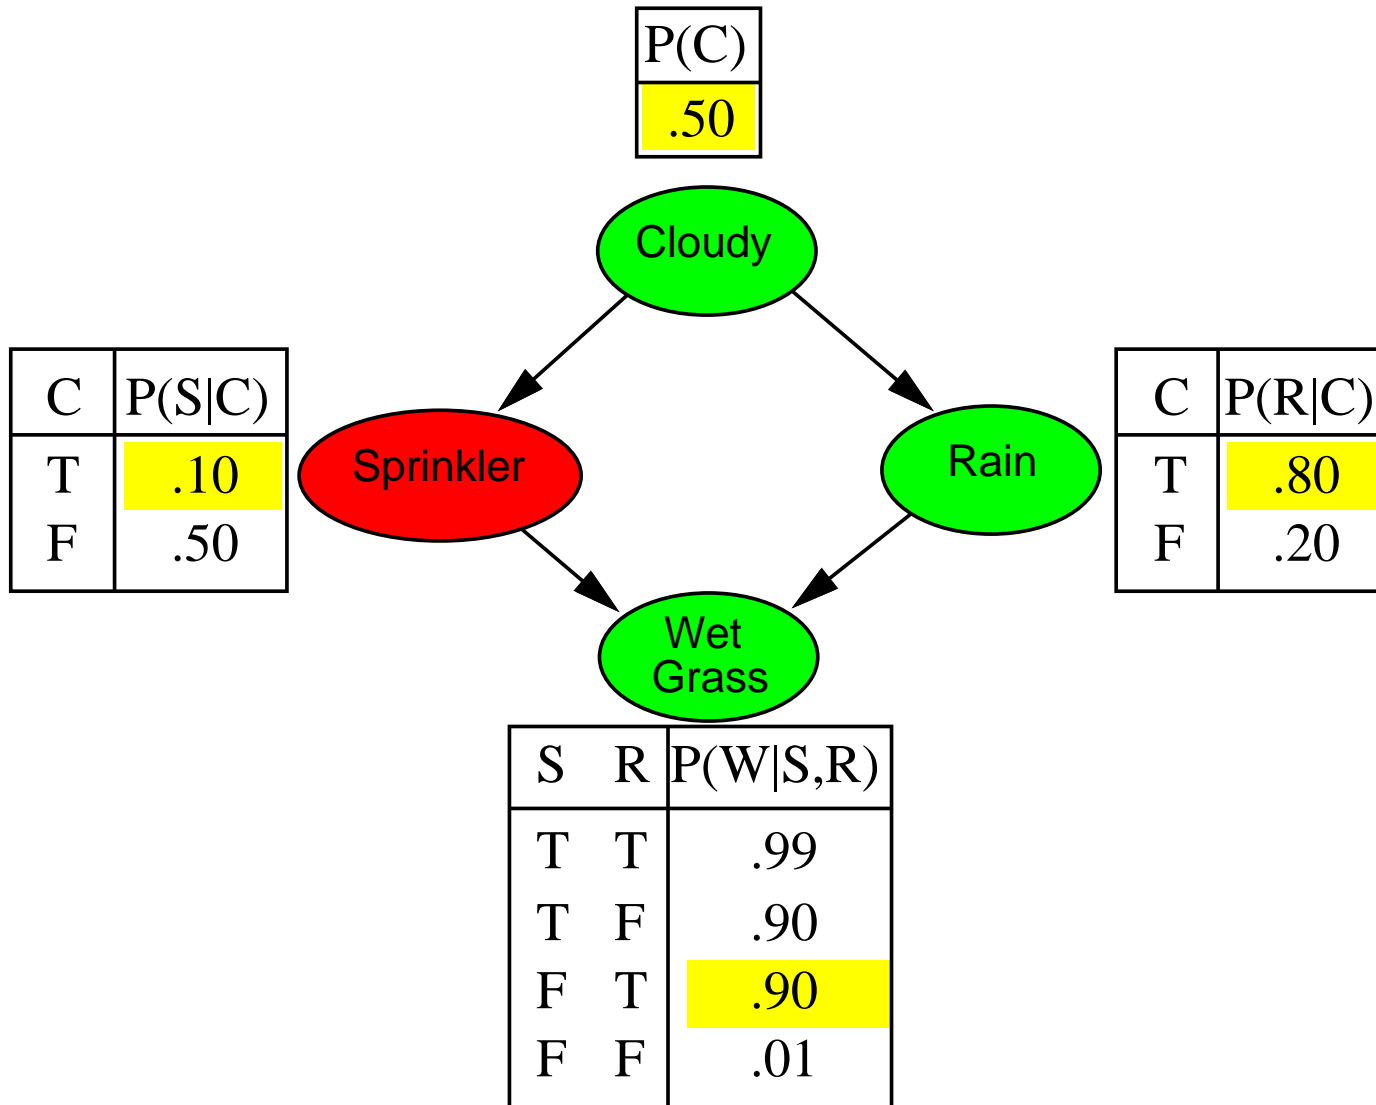 P(C)
.50
Cloudy
C P(S|C)
T .10
F .50
Sprinkler
Rain
C P(R|C)
T .80
F .20
Wet
Grass
S R P(W|S,R)
T T .99
T F .90
F T .90
F F .01